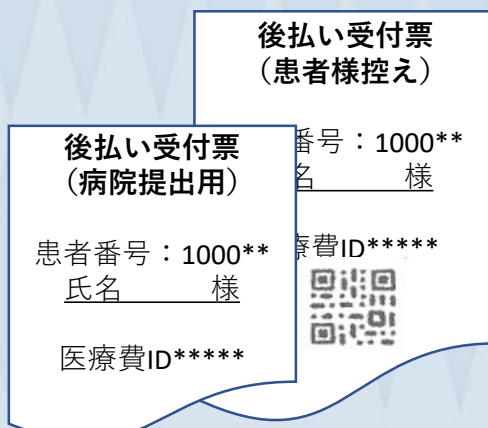 後払い受付票
（患者様控え）
番号：1000**
名　　　様
療費ID*****
後払い受付票
（病院提出用）
患者番号：1000**
氏名　　　様
医療費ID*****